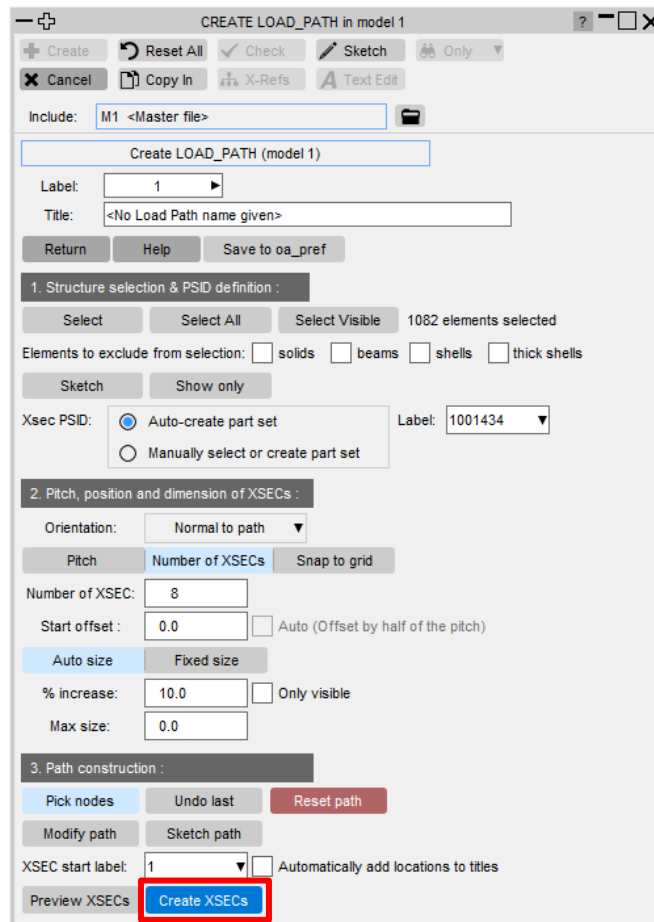 CREATE LOAD_PATH in model 1 ?
Create Reset All Check Sketch Only
Cancel Copy In X-Refs A Text Edit
Include: M1 <Master file>
Create LOAD_PATH (model 1)
Label: 1
Title: <No Load Path name given>
Return Help Save to oa_pref
1. Structure selection & PSID definition :
Select Select All Select Visible 1082 elements selected
Elements to exclude from selection: solids beams shells thick shells
Sketch Show only
Xsec PSID: Auto-create part set Label: 1001434
Manually select or create part set
2. Pitch, position and dimension of XSECs :
Orientation: Normal to path
Pitch Number of XSECs Snap to grid
Number of XSEC: 8
Start offset : 0.0 Auto (Offset by half of the pitch)
Auto size Fixed size
% increase: 10.0 Only visible
Max size: 0.0
3. Path construction :
Pick nodes Undo last Reset path
Modify path Sketch path
XSEC start label: 1 Automatically add locations to titles
Preview XSECs Create XSECs